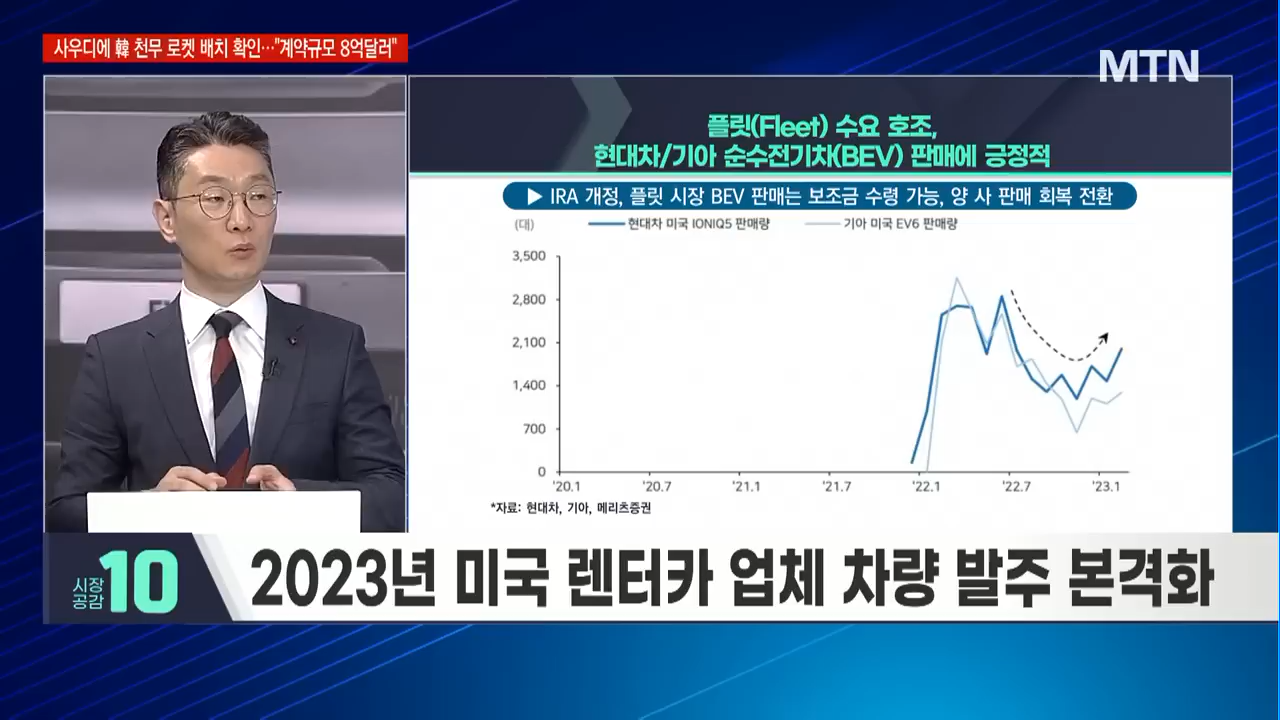 사우디에 韓 천무 로켓 배치 확인…"계약규모 8억달러"
MTN
플릿(Fleet) 수요 호조,
현대차/기아 순수전기차(BEV) 판매에 긍정적
▶ IRA 개정, 플릿 시장 BEV 판매는 보조금 수령 가능, 양 사 판매 회복 전환
(대)
현대차 미국 IONIQ5 판매량
기아 미국 EV6 판매량
3,500
2,800
2,100
1,400
700
0
'20.1
'20.7
'21.1
'21.7
'22.1
'22.7
'23.1
*자료: 현대차, 기아, 메리츠증권
시장
공감
10
2023년 미국 렌터카 업체 차량 발주 본격화